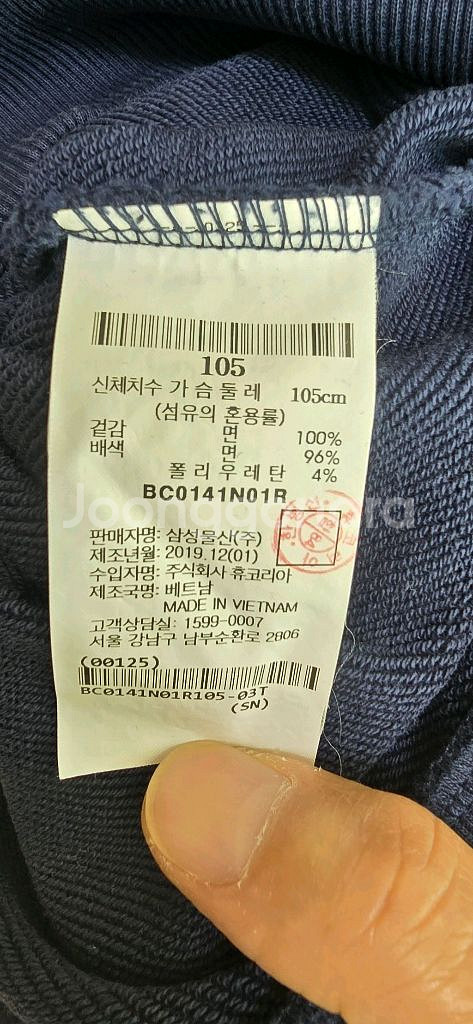 105
신체치수 가슴둘레 105cm
(섬유의 혼용률)
겉감 면 100%
배색 면 96%
폴리우레탄 4%
BC0141N01R
Joongna
판매자명: 삼성물산(주)
제조년월: 2019.12(01)
수입자명: 주식회사 휴코리아
제조국명: 베트남
MADE IN VIETNAM
고객상담실: 1599-0007
서울 강남구 남부순환로 2806
(00125)
BC0141N01R105-03T
(SN)